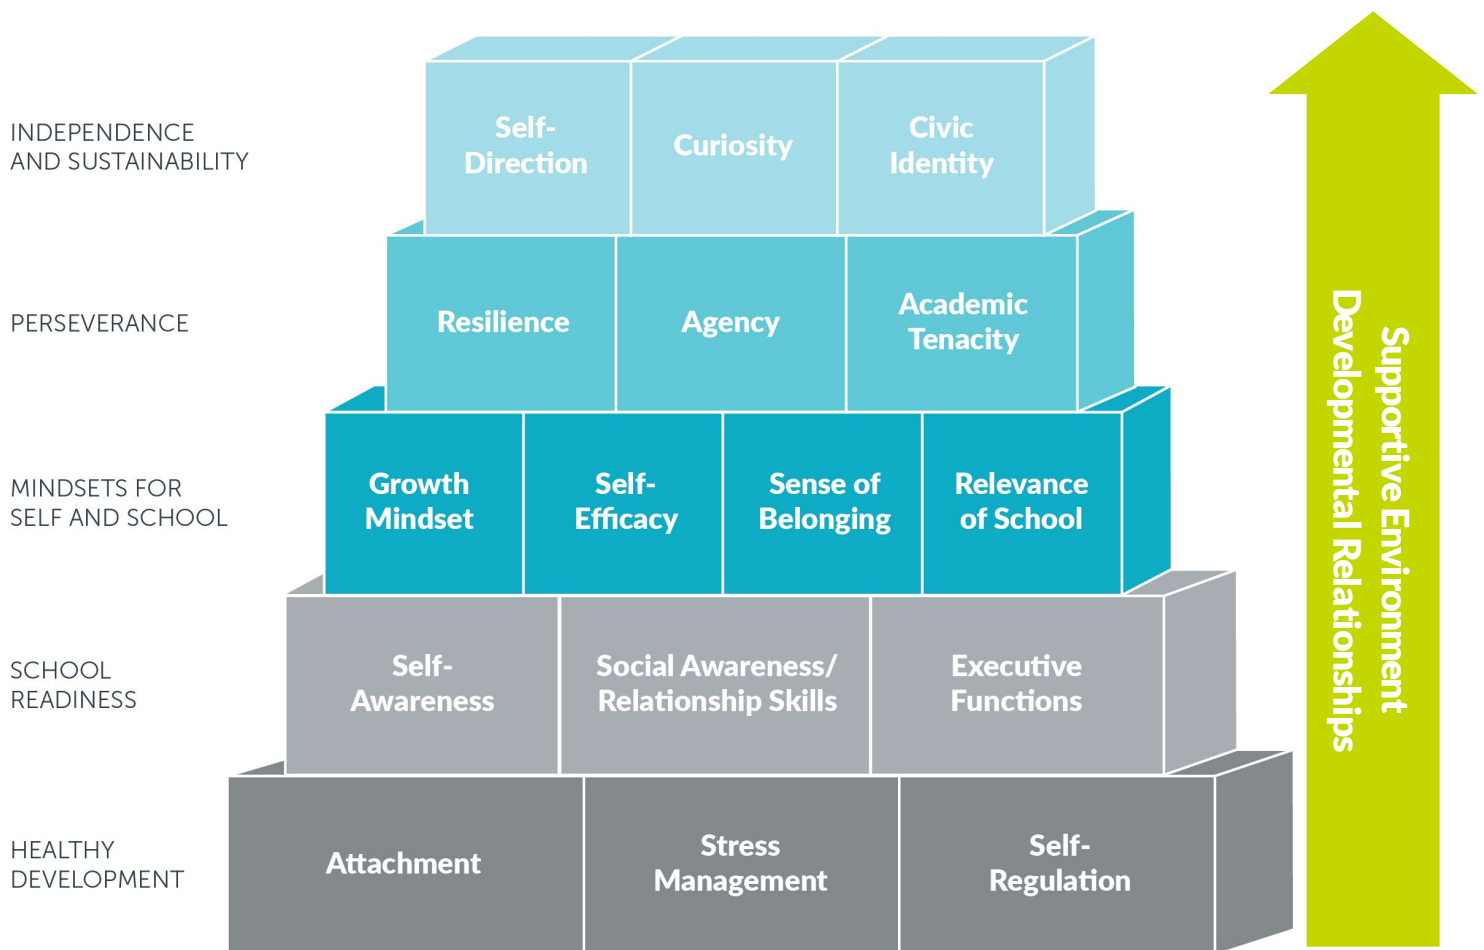 INDEPENDENCE
AND SUSTAINABILITY
Self-
Direction
Curiosity
Civic
Identity
PERSEVERANCE
Resilience
Agency
Academic
Tenacity
MINDSETS FOR
SELF AND SCHOOL
Growth
Mindset
Self-
Efficacy
Sense of
Belonging
Relevance
of School
SCHOOL
READINESS
Self-
Awareness
Social Awareness/
Relationship Skills
Executive
Functions
HEALTHY
DEVELOPMENT
Attachment
Stress
Management
Self-
Regulation
Supportive Environment
Developmental Relationships